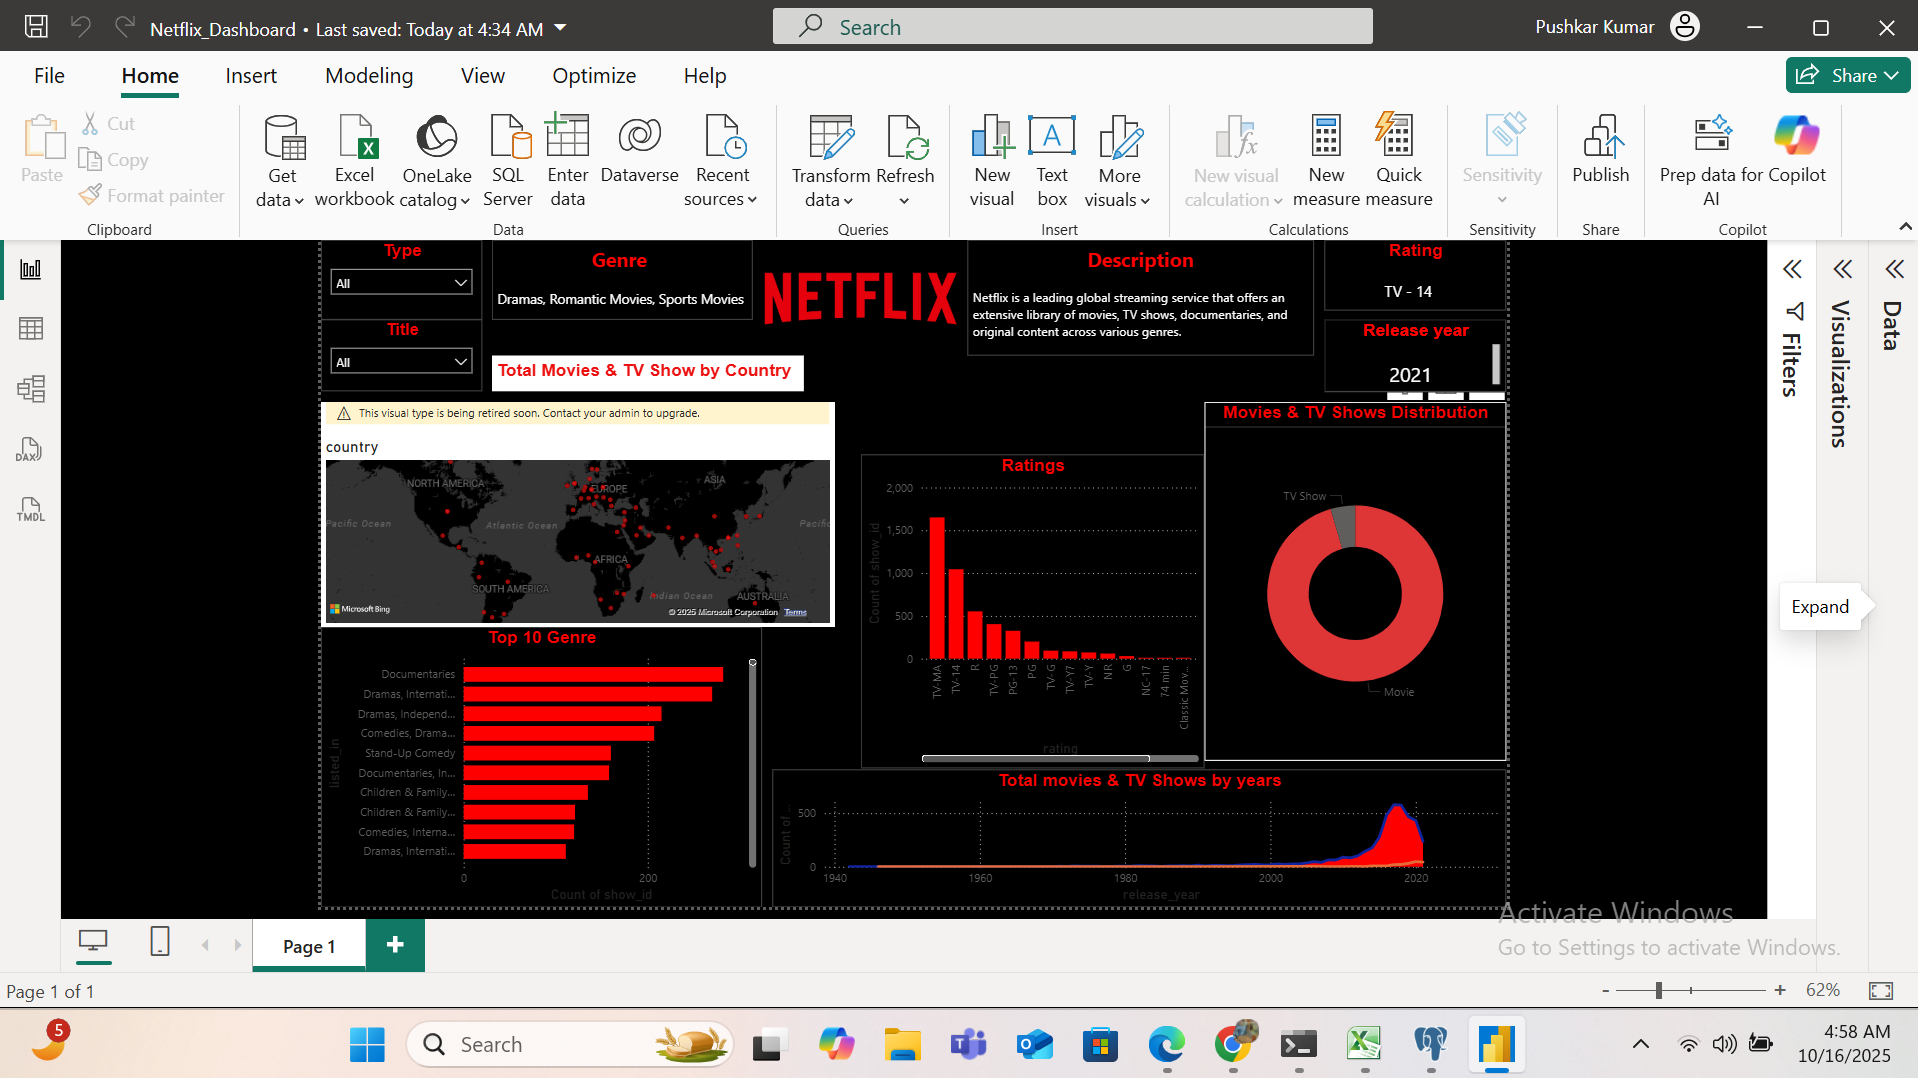 Netflix_Dashboard • Last saved: Today at 4:34 AM
Search
Pushkar Kumar
File
Home
Insert
Modeling
View
Optimize
Help
Share
Paste
Cut
Copy
Format painter
Clipboard
Get data
Excel workbook
OneLake catalog
SQL Server
Enter data
Dataverse
Recent sources
Data
Transform data
Refresh
Queries
New visual
Text box
More visuals
Insert
New visual calculation
New measure
Quick measure
Calculations
Sensitivity
Sensitivity
Publish
Share
Prep data for AI
Copilot
Copilot
DAX
TMDL
Type
All
Title
All
Genre
Dramas, Romantic Movies, Sports Movies
NETFLIX
Description
Netflix is a leading global streaming service that offers an
extensive library of movies, TV shows, documentaries, and
original content across various genres.
Rating
TV - 14
Release year
2021
Total Movies & TV Show by Country
This visual type is being retired soon. Contact your admin to upgrade.
country
NORTH AMERICA
EUROPE
ASIA
Pacific Ocean
Atlantic Ocean
Pacific
AFRICA
SOUTH AMERICA
Indian Ocean
AUSTRALIA
Microsoft Bing
© 2025 Microsoft Corporation Terms
Ratings
2,000
1,500
1,000
500
0
Count of show_id
TV-MA
TV-14
R
TV-PG
PG-13
PG
TV-G
TV-Y7
TV-Y
NR
G
NC-17
74 min
Classic Mov...
rating
Movies & TV Shows Distribution
TV Show
Movie
Top 10 Genre
listed_in
Documentaries
Dramas, Internati...
Dramas, Independ...
Comedies, Drama...
Stand-Up Comedy
Documentaries, In...
Children & Family...
Children & Family...
Comedies, Interna...
Dramas, Internati...
0
200
Count of show_id
Total movies & TV Shows by years
Count of ...
500
0
1940
1960
1980
2000
2020
release_year
Filters
Visualizations
Data
Expand
Activate Windows
Go to Settings to activate Windows.
Page 1
Page 1 of 1
- + 62%
5
Search
4:58 AM
10/16/2025